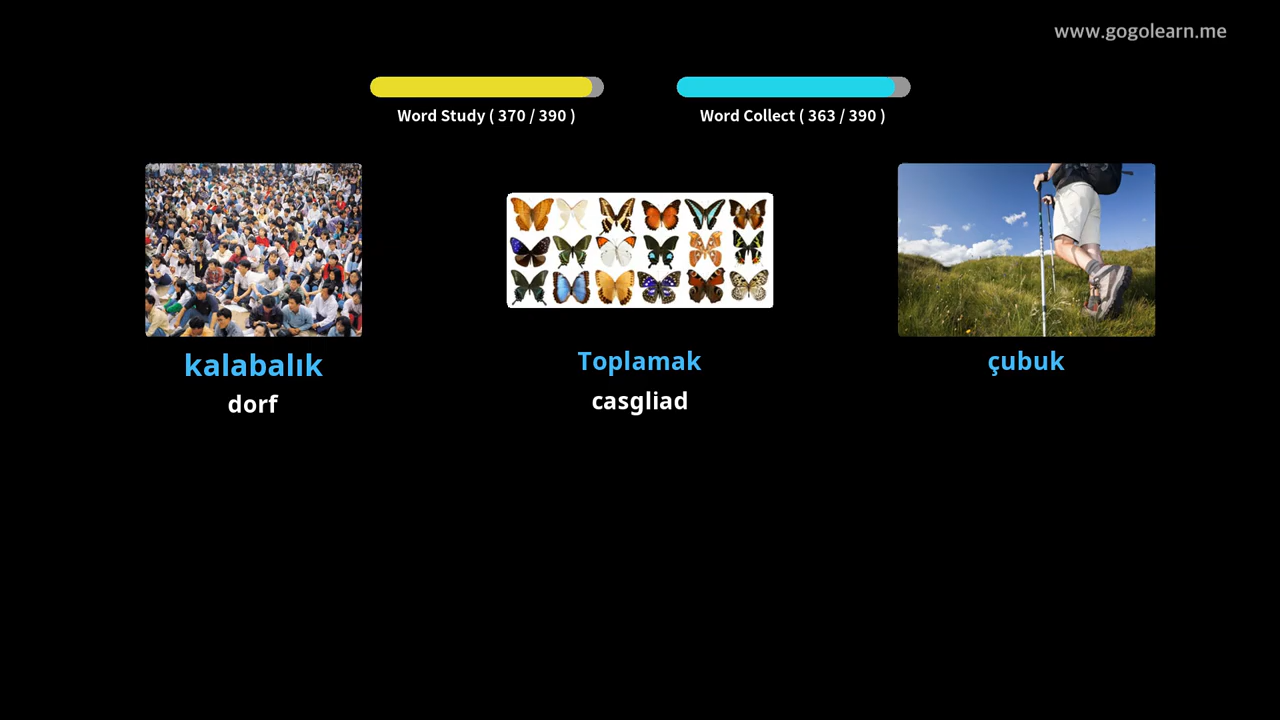 www.gogolearn.me
Word Study ( 370 / 390 )
Word Collect ( 363 / 390 )
kalabalık
dorf
Toplamak
casgliad
çubuk